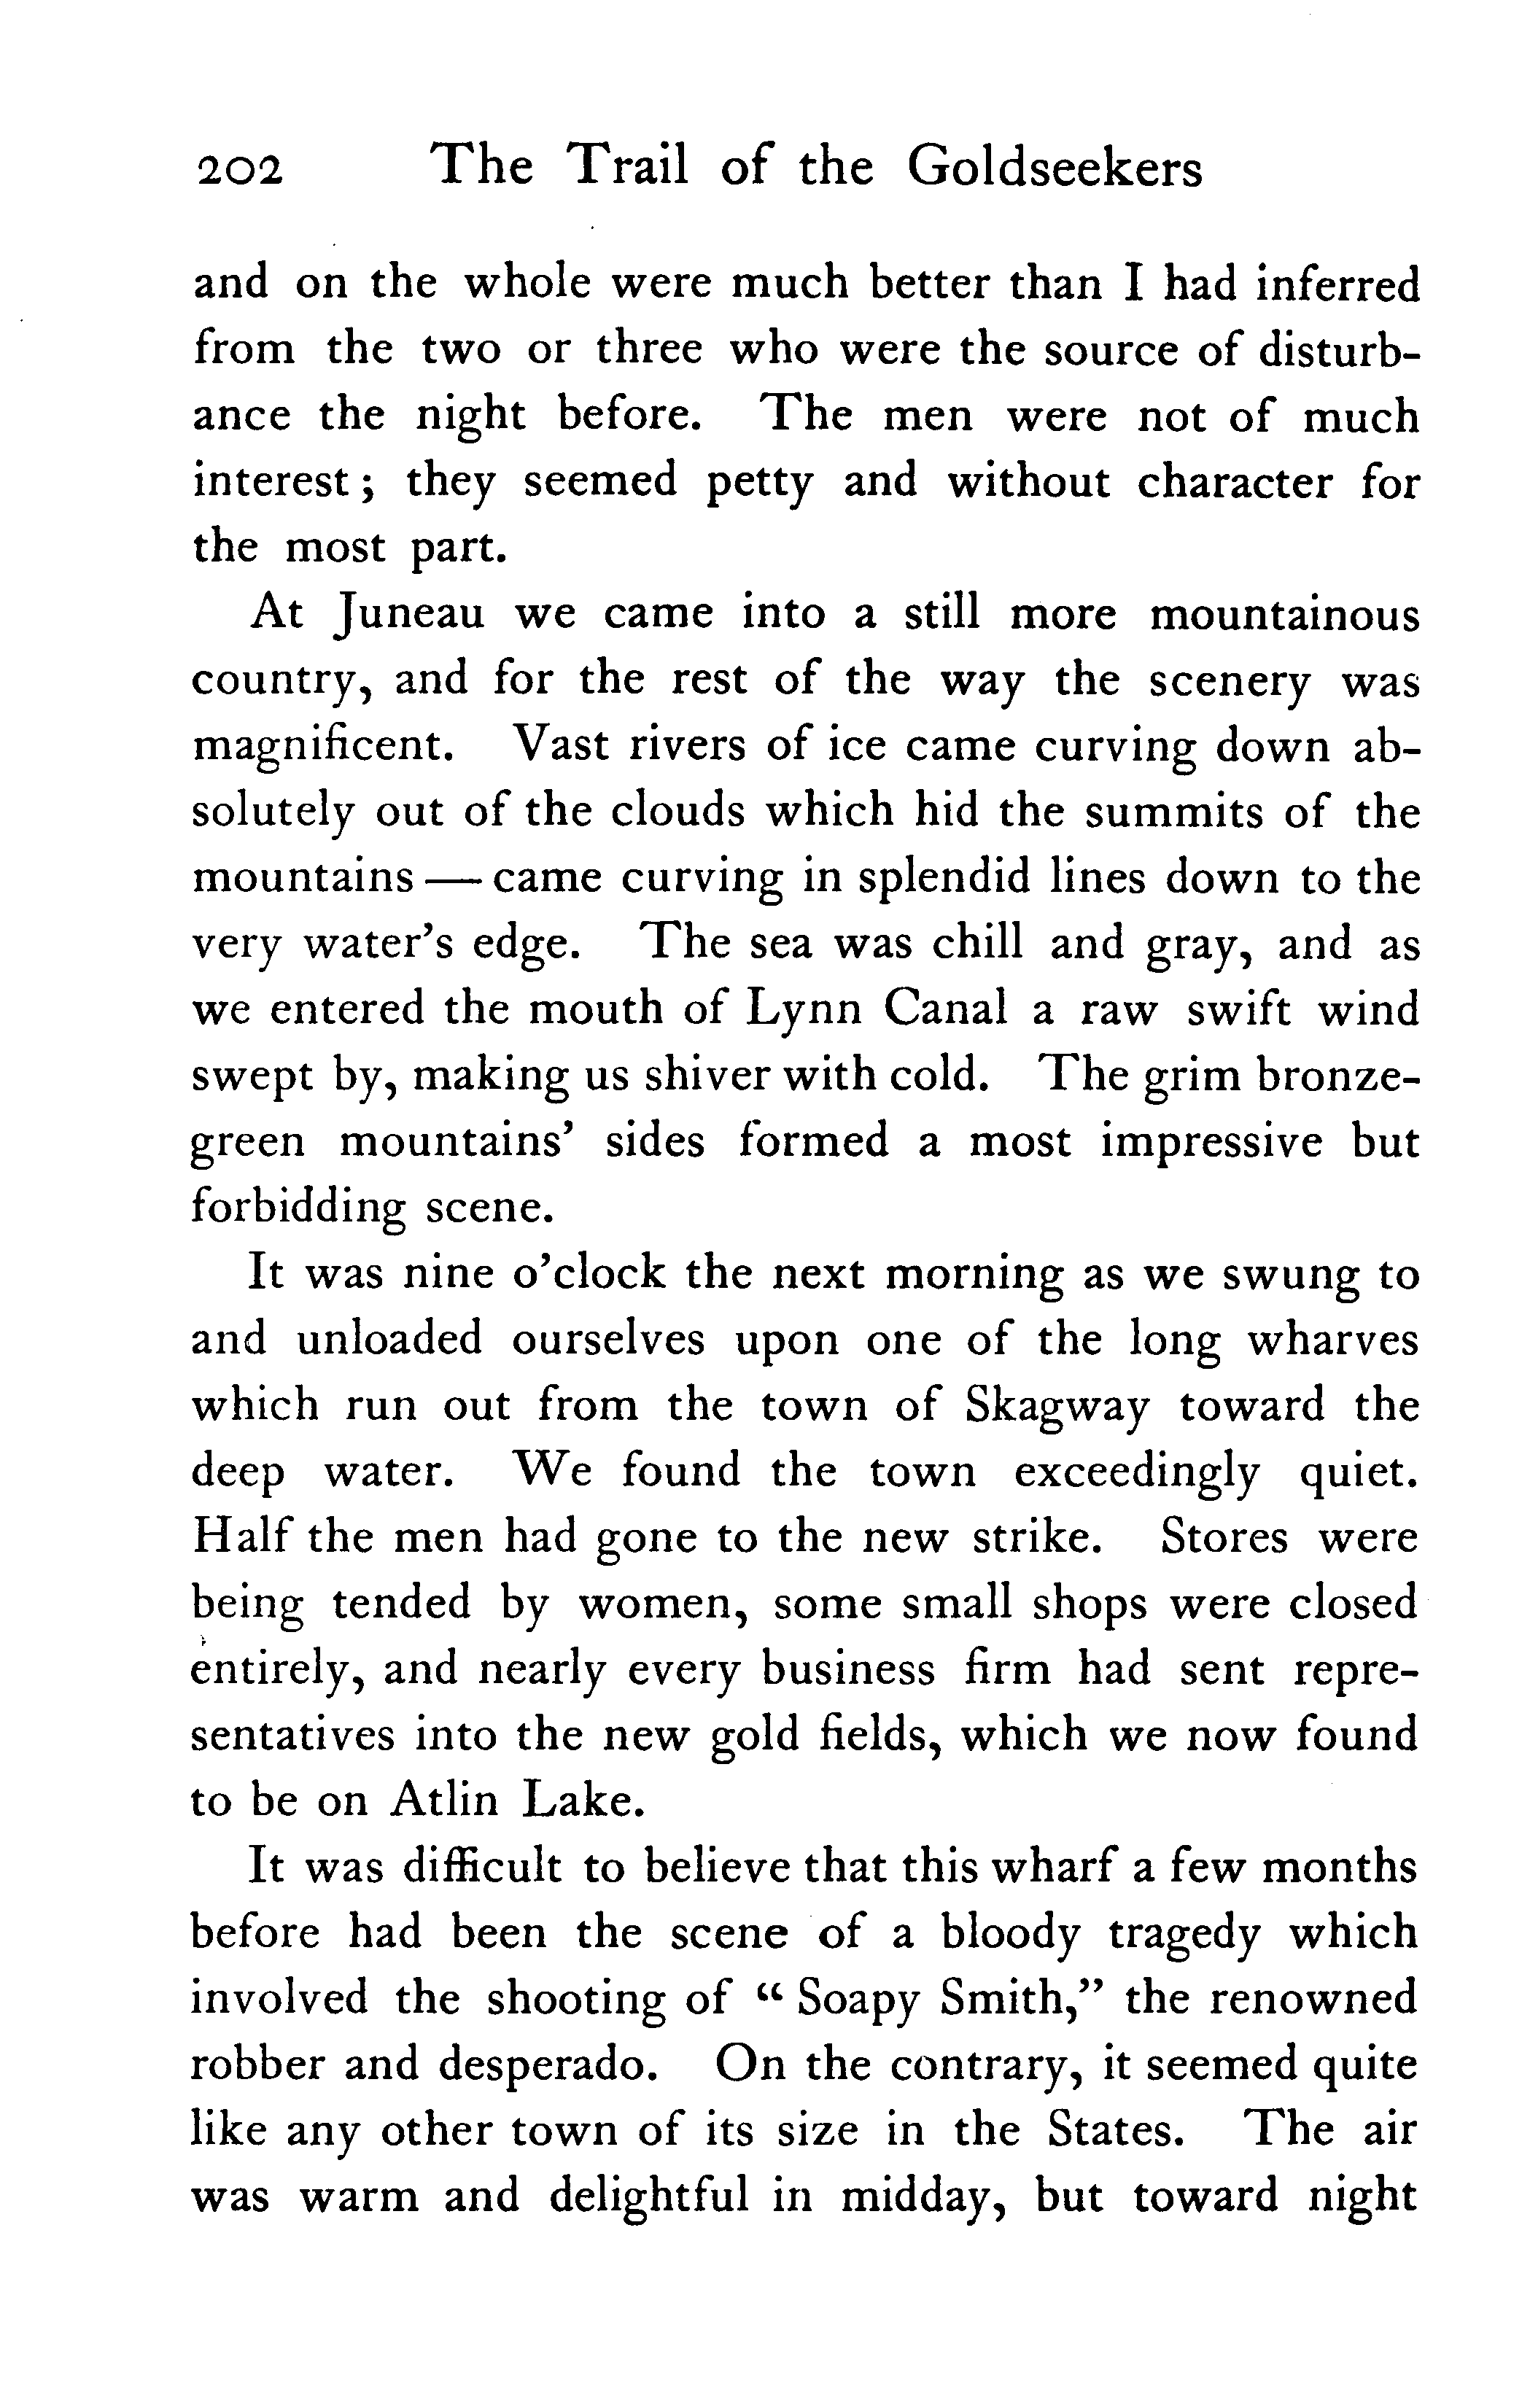 202 The Trail of the Goldseekers
and on the whole were much better than I had inferred
from the two or three who were the source of disturb-
ance the night before. The men were not of much
interest; they seemed petty and without character for
the most part.
At Juneau we came into a still more mountainous
country, and for the rest of the way the scenery was
magnificent. Vast rivers of ice came curving down ab-
solutely out of the clouds which hid the summits of the
mountains — came curving in splendid lines down to the
very water's edge. The sea was chill and gray, and as
we entered the mouth of Lynn Canal a raw swift wind
swept by, making us shiver with cold. The grim bronze-
green mountains' sides formed a most impressive but
forbidding scene.
It was nine o'clock the next morning as we swung to
and unloaded ourselves upon one of the long wharves
which run out from the town of Skagway toward the
deep water. We found the town exceedingly quiet.
Half the men had gone to the new strike. Stores were
being tended by women, some small shops were closed
entirely, and nearly every business firm had sent repre-
sentatives into the new gold fields, which we now found
to be on Atlin Lake.
It was difficult to believe that this wharf a few months
before had been the scene of a bloody tragedy which
involved the shooting of “Soapy Smith,” the renowned
robber and desperado. On the contrary, it seemed quite
like any other town of its size in the States. The air
was warm and delightful in midday, but toward night